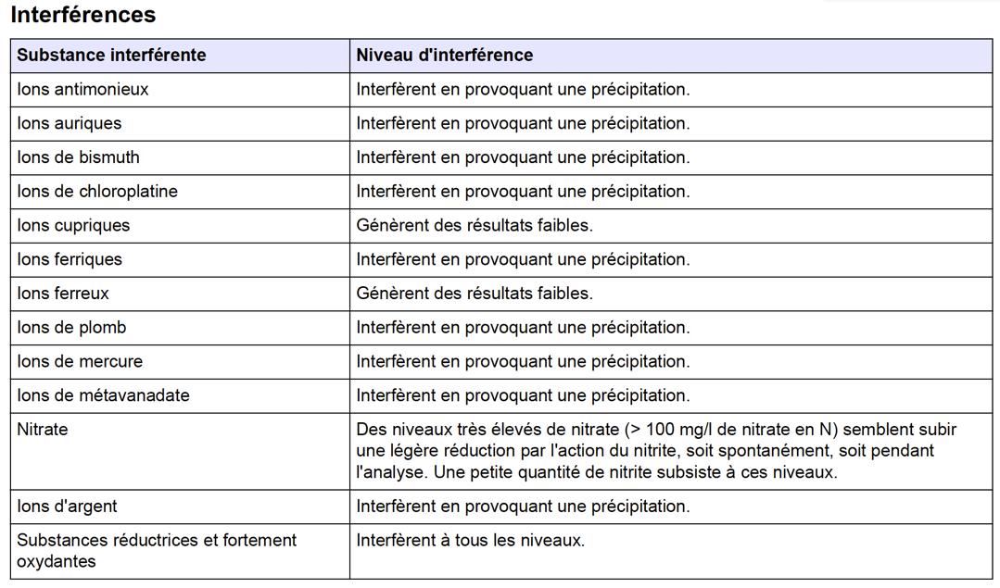 Interférences
Substance interférente Niveau d'interférence
Ions antimonieux Interfèrent en provoquant une précipitation.
Ions auriques Interfèrent en provoquant une précipitation.
Ions de bismuth Interfèrent en provoquant une précipitation.
Ions de chloroplatine Interfèrent en provoquant une précipitation.
Ions cupriques Génèrent des résultats faibles.
Ions ferriques Interfèrent en provoquant une précipitation.
Ions ferreux Génèrent des résultats faibles.
Ions de plomb Interfèrent en provoquant une précipitation.
Ions de mercure Interfèrent en provoquant une précipitation.
Ions de métavanadate Interfèrent en provoquant une précipitation.
Nitrate Des niveaux très élevés de nitrate (> 100 mg/l de nitrate en N) semblent subir
une légère réduction par l'action du nitrite, soit spontanément, soit pendant
l'analyse. Une petite quantité de nitrite subsiste à ces niveaux.
Ions d'argent Interfèrent en provoquant une précipitation.
Substances réductrices et fortement Interfèrent à tous les niveaux.
oxydantes